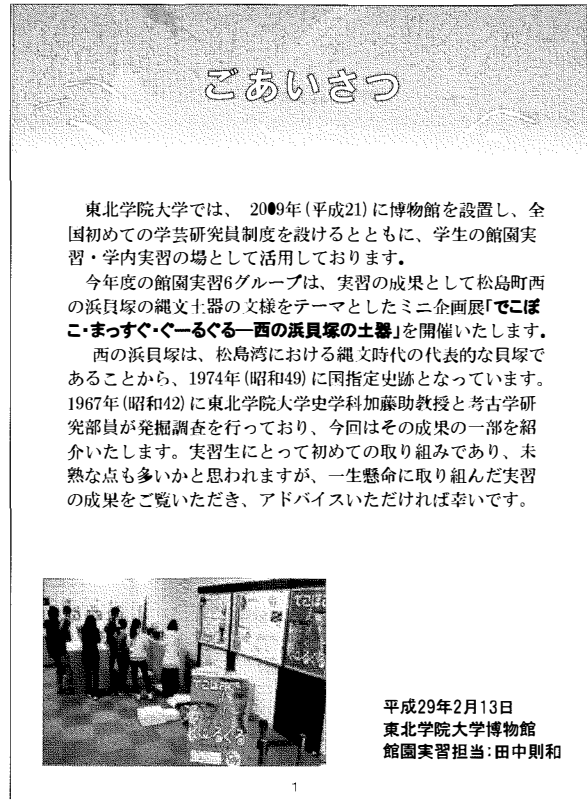 ごあいさつ
東北学院大学では、2009年(平成21)に博物館を設置し、全
国初めての学芸研究員制度を設けるとともに、学生の館園実
習・学内実習の場として活用しております。
今年度の館園実習6グループは、実習の成果として松島町西
の浜貝塚の縄文土器の文様をテーマとしたミニ企画展「でこぼ
こ・まっすぐ・ぐーるぐる―西の浜貝塚の土器」を開催いたします。
西の浜貝塚は、松島湾における縄文時代の代表的な貝塚で
あることから、1974年(昭和49)に国指定史跡となっています。
1967年(昭和42)に東北学院大学史学科加藤助教授と考古学研
究部員が発掘調査を行っており、今回はその成果の一部を紹
介いたします。実習生にとって初めての取り組みであり、未
熟な点も多いかと思われますが、一生懸命に取り組んだ実習
の成果をご覧いただき、アドバイスいただければ幸いです。
平成29年2月13日
東北学院大学博物館
館園実習担当:田中則和
1